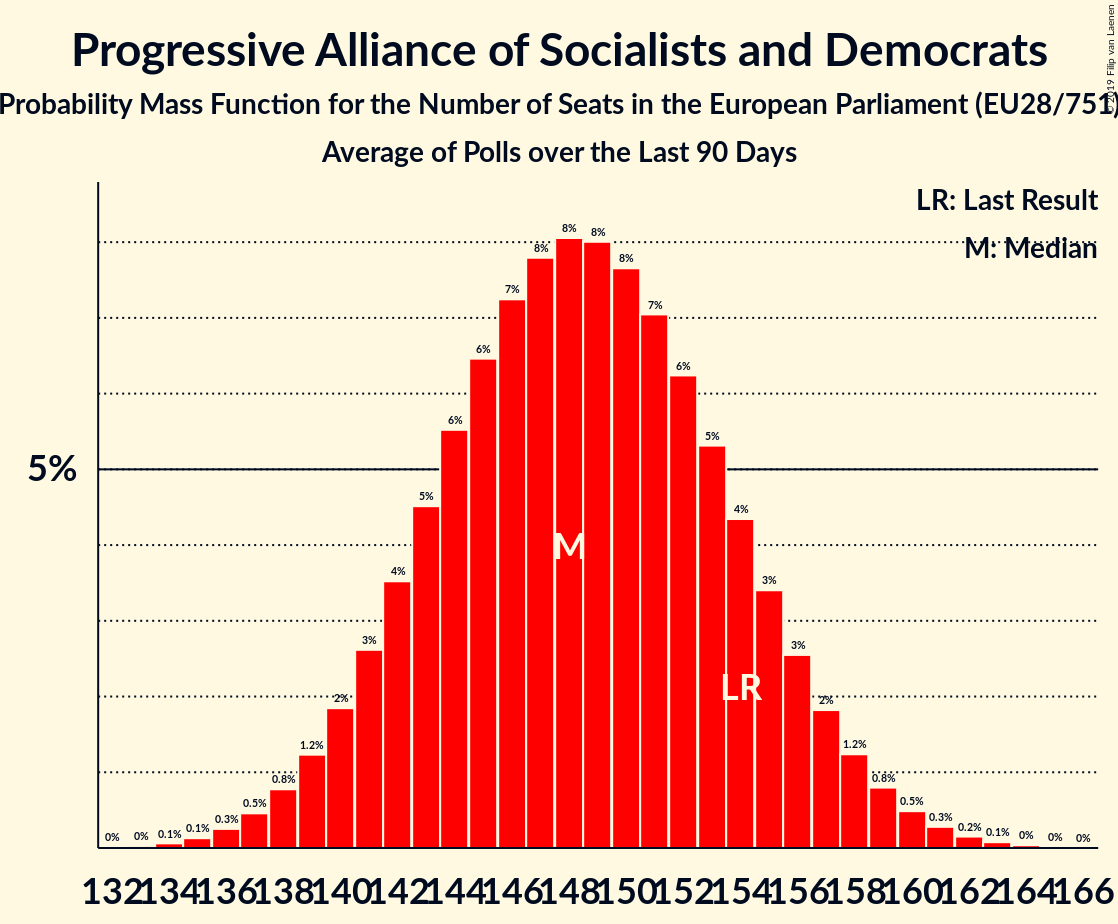 Progressive Alliance of Socialists and Democrats
Probability Mass Function for the Number of Seats in the European Parliament (EU28/751)
Average of Polls over the Last 90 Days
© 2019 Filip van Laenen
LR: Last Result
M: Median
5%
0% 0% 0.1% 0.1% 0.3% 0.5% 0.8% 1.2% 2% 3% 4% 5% 6% 6% 7% 8% 8% 8% 8% 7% 6% 5% 4% 3% 3% 2% 1.2% 0.8% 0.5% 0.3% 0.2% 0.1% 0% 0% 0%
M
LR
132 134 136 138 140 142 144 146 148 150 152 154 156 158 160 162 164 166